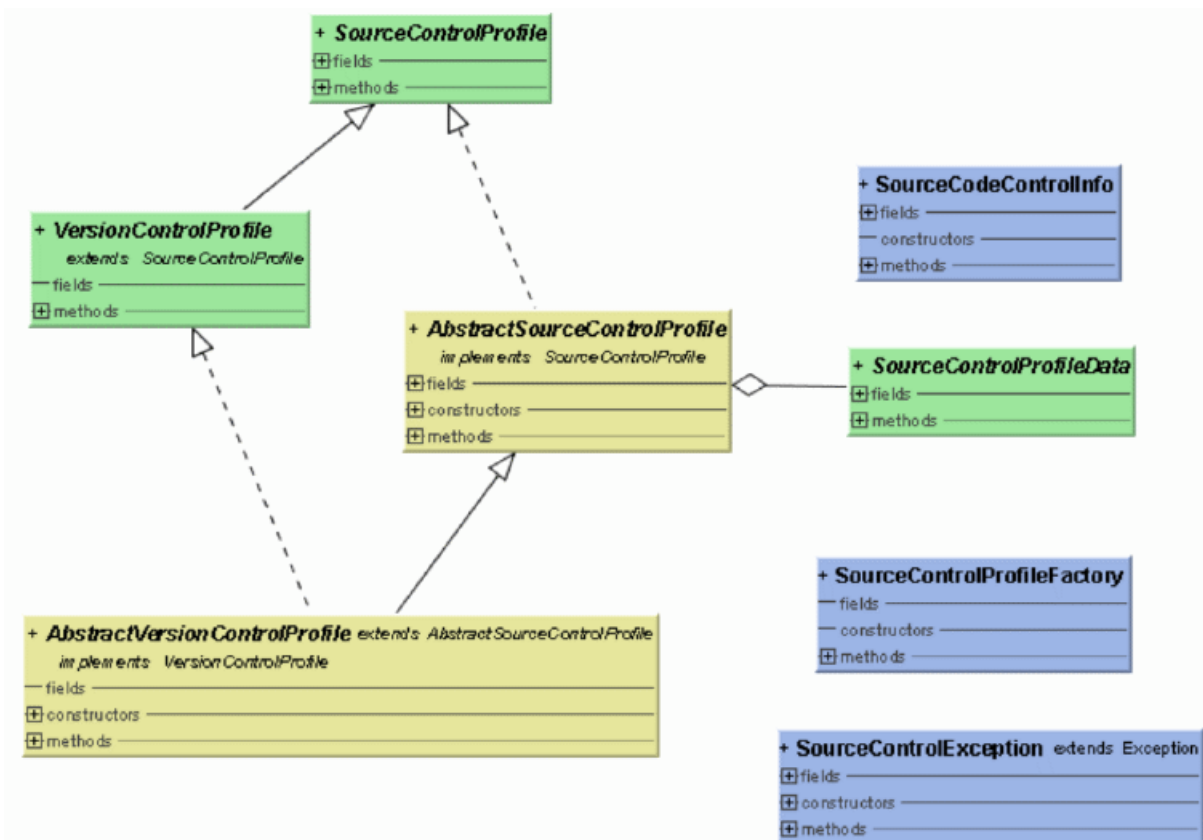 + SourceControlProfile
+ fields
+ methods
+ SourceCodeControlInfo
+ fields
constructors
+ methods
+ VersionControlProfile
extends SourceControlProfile
fields
+ methods
+ AbstractSourceControlProfile
implements SourceControlProfile
+ fields
+ constructors
+ methods
+ SourceControlProfileData
+ fields
+ methods
+ SourceControlProfileFactory
fields
constructors
+ methods
+ AbstractVersionControlProfile extends AbstractSourceControlProfile
implements VersionControlProfile
fields
+ constructors
+ methods
+ SourceControlException extends Exception
+ fields
+ constructors
+ methods